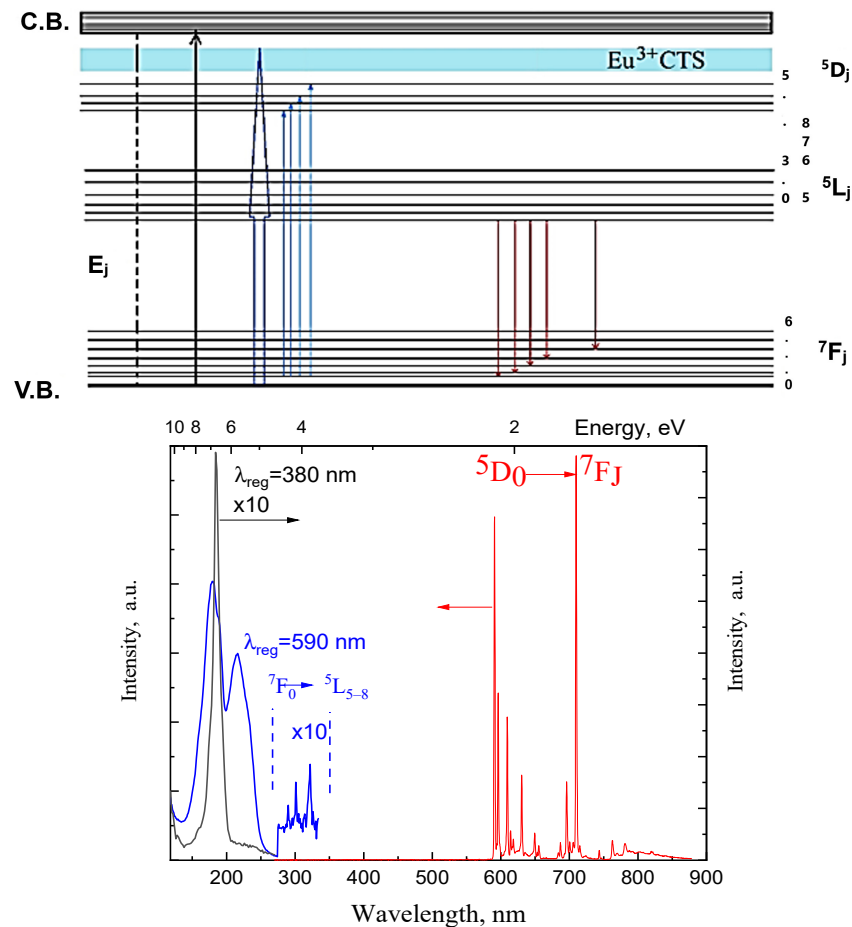 C.B.
Eu³⁺CTS
⁵Dⱼ
5
.
.
8
7
3 6
.
0 5
⁵Lⱼ
Eⱼ
6
.
.
0
⁷Fⱼ
V.B.
10 8 6 4 2 Energy, eV
λreg=380 nm
x10
⁵D₀ ⁷FJ
λreg=590 nm
⁷F₀ ⁵L₅₋₈
x10
Intensity, a.u.
Intensity, a.u.
200 300 400 500 600 700 800 900
Wavelength, nm